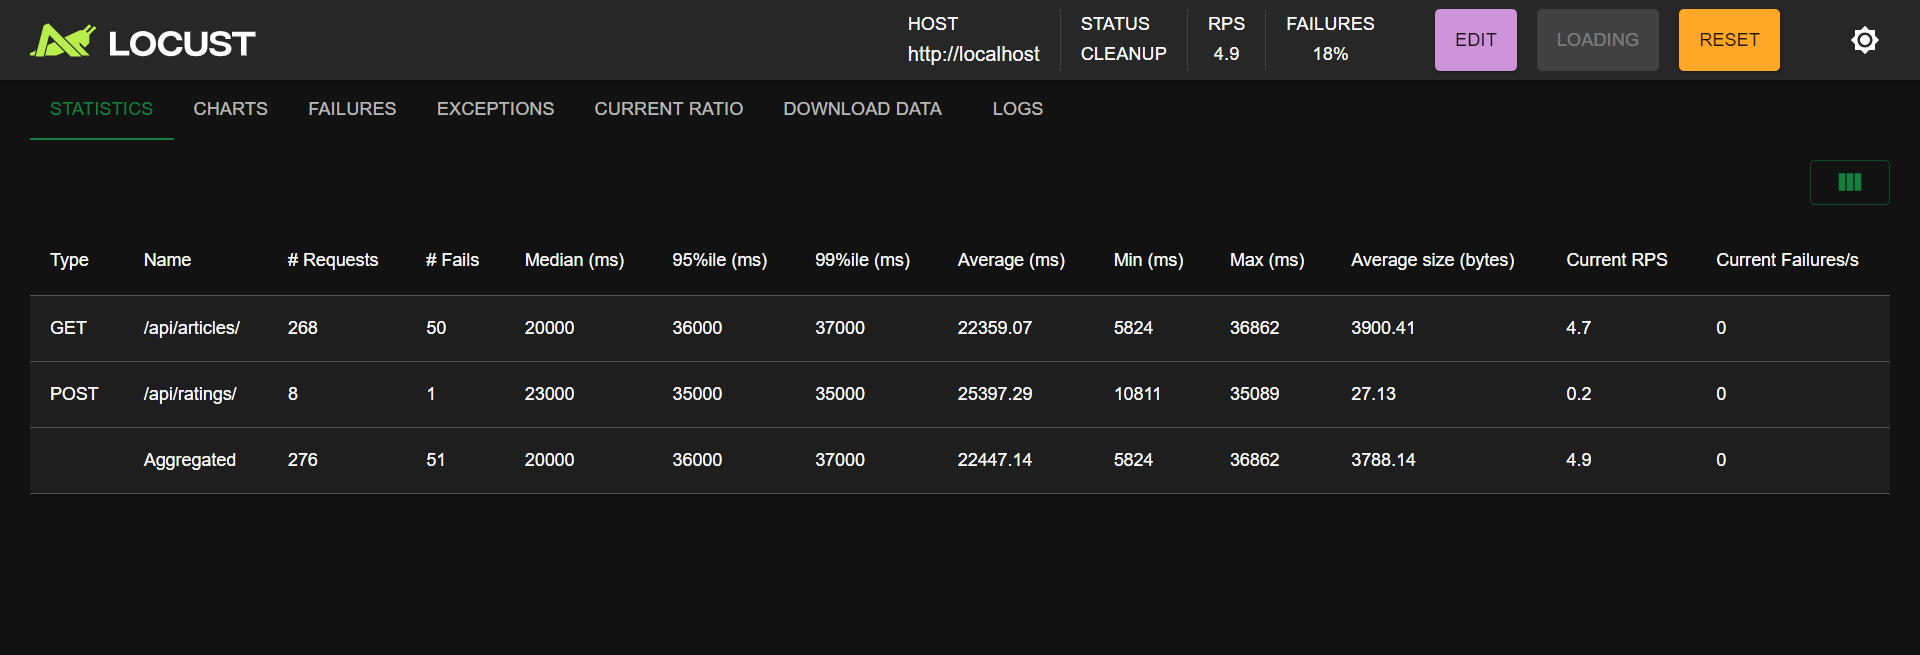 LOCUST
HOST
http://localhost
STATUS
CLEANUP
RPS
4.9
FAILURES
18%
EDIT
LOADING
RESET
STATISTICS CHARTS FAILURES EXCEPTIONS CURRENT RATIO DOWNLOAD DATA LOGS
Type Name # Requests # Fails Median (ms) 95%ile (ms) 99%ile (ms) Average (ms) Min (ms) Max (ms) Average size (bytes) Current RPS Current Failures/s
GET /api/articles/ 268 50 20000 36000 37000 22359.07 5824 36862 3900.41 4.7 0
POST /api/ratings/ 8 1 23000 35000 35000 25397.29 10811 35089 27.13 0.2 0
Aggregated 276 51 20000 36000 37000 22447.14 5824 36862 3788.14 4.9 0